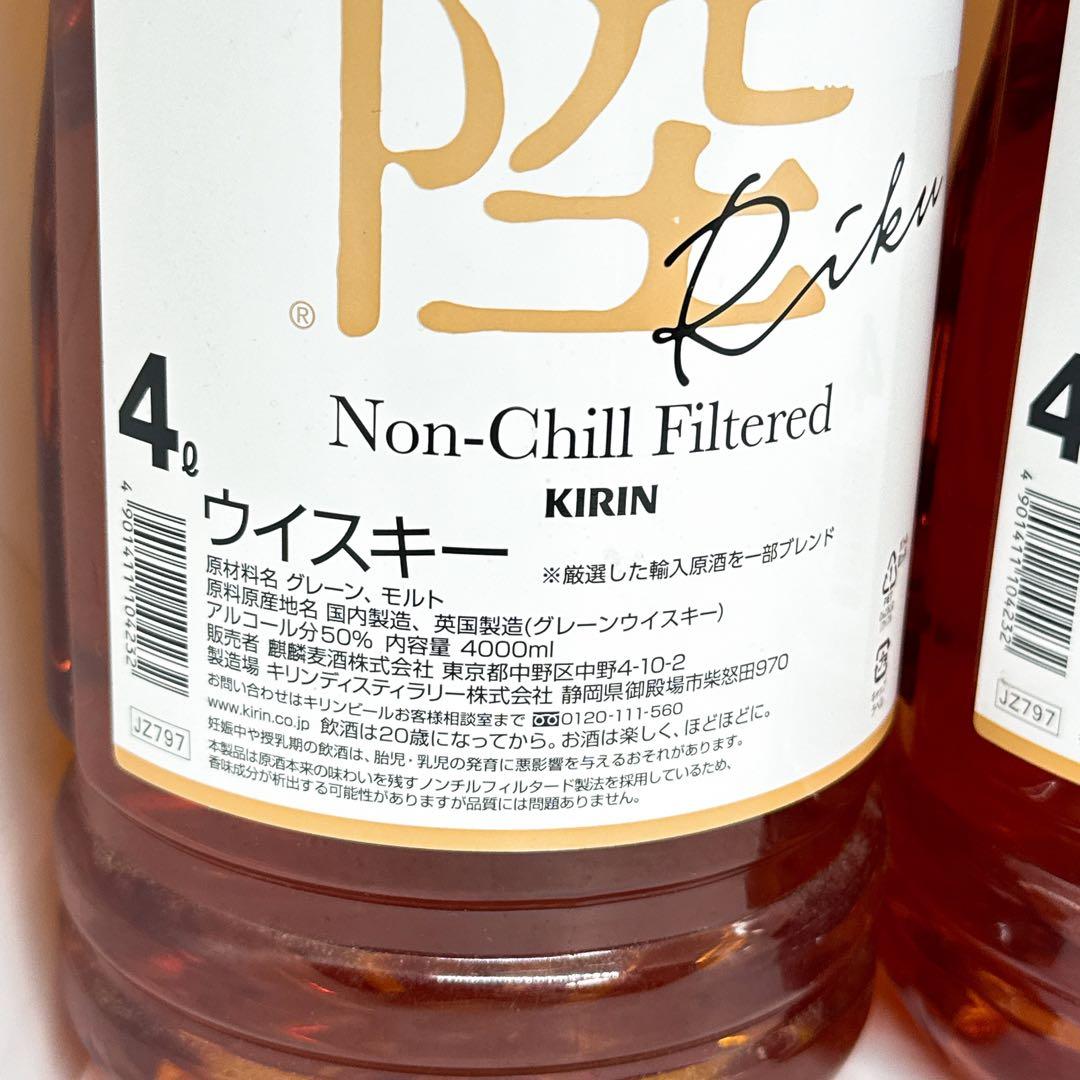 陸
Riku
®
4ℓ
Non-Chill Filtered
KIRIN
ウイスキー
※厳選した輸入原酒を一部ブレンド
原材料名 グレーン、モルト
原料原産地名 国内製造、英国製造(グレーンウイスキー)
アルコール分50% 内容量 4000ml
販売者 麒麟麦酒株式会社 東京都中野区中野4-10-2
製造場 キリンディスティラリー株式会社 静岡県御殿場市柴怒田970
お問い合わせはキリンビールお客様相談室まで 0120-111-560
www.kirin.co.jp 飲酒は20歳になってから。お酒は楽しく、ほどほどに。
妊娠中や授乳期の飲酒は、胎児・乳児の発育に悪影響を与えるおそれがあります。
本製品は原酒本来の味わいを残すノンチルフィルタード製法を採用しているため、
香味成分が析出する可能性がありますが品質には問題ありません。
4 901411 104232
JZ797
4
4 901411 104232
JZ797